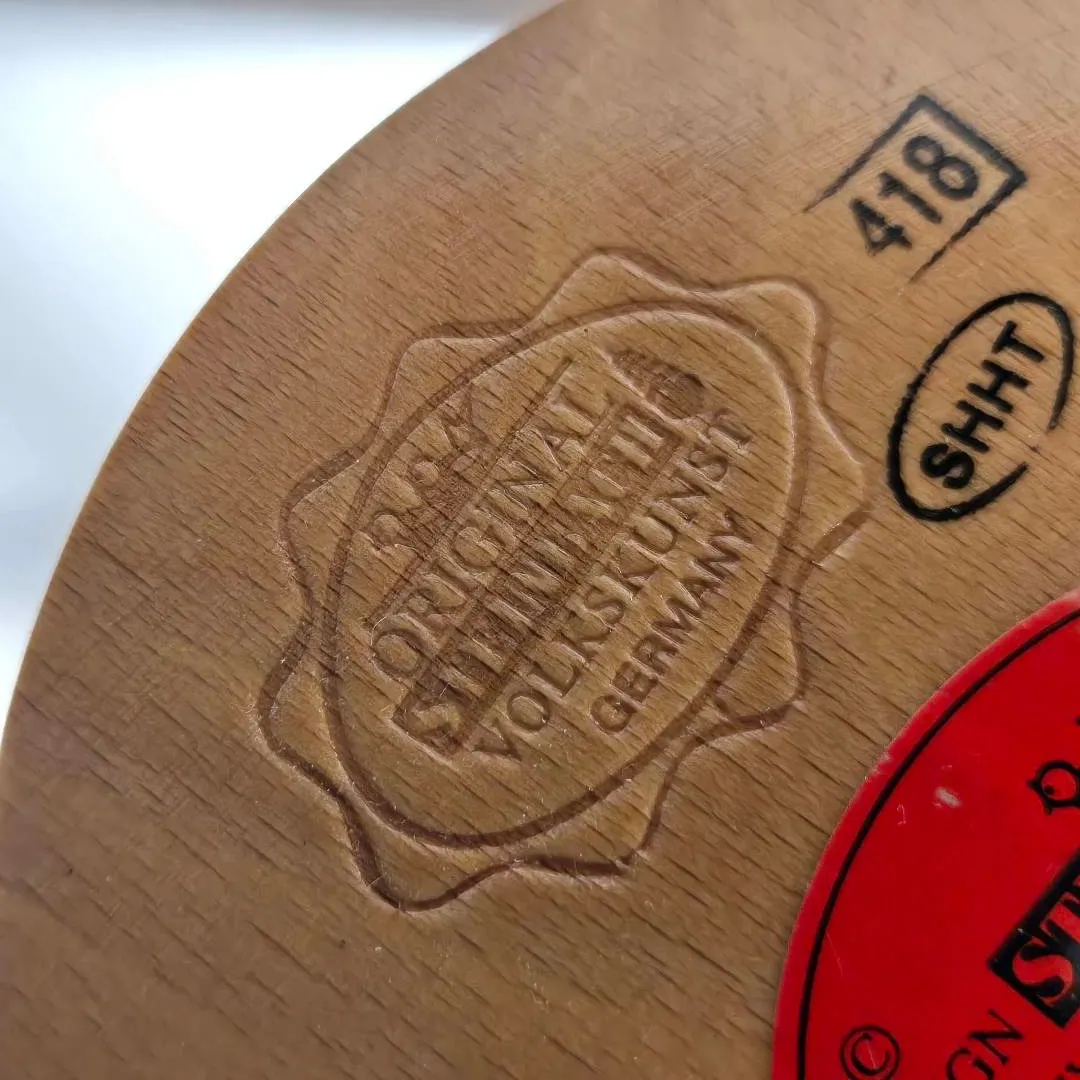 418
SHHT
ORIGINAL
STEINBACH
VOLKSKUNST
GERMANY
©